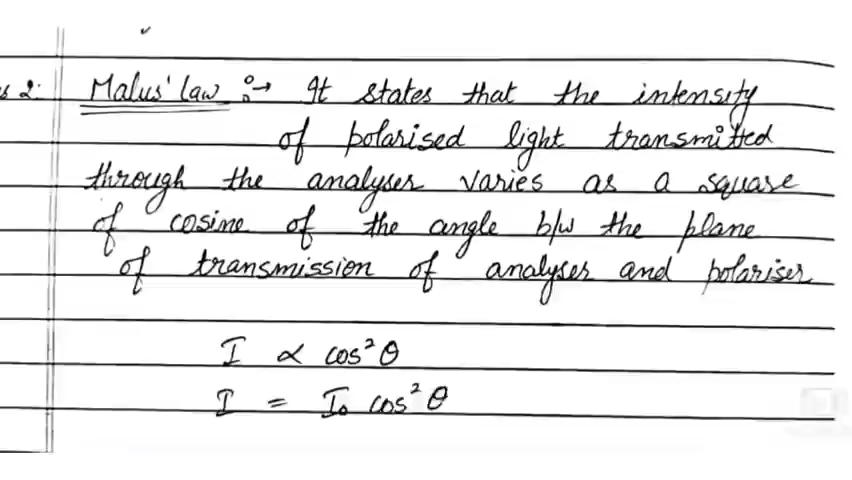 s 2: Malus' Law :→ It states that the intensity
of polarised light transmitted
through the analyser varies as a square
of cosine of the angle b/w the plane
of transmission of analyser and polariser
I ∝ cos²θ
I = I₀ cos²θ